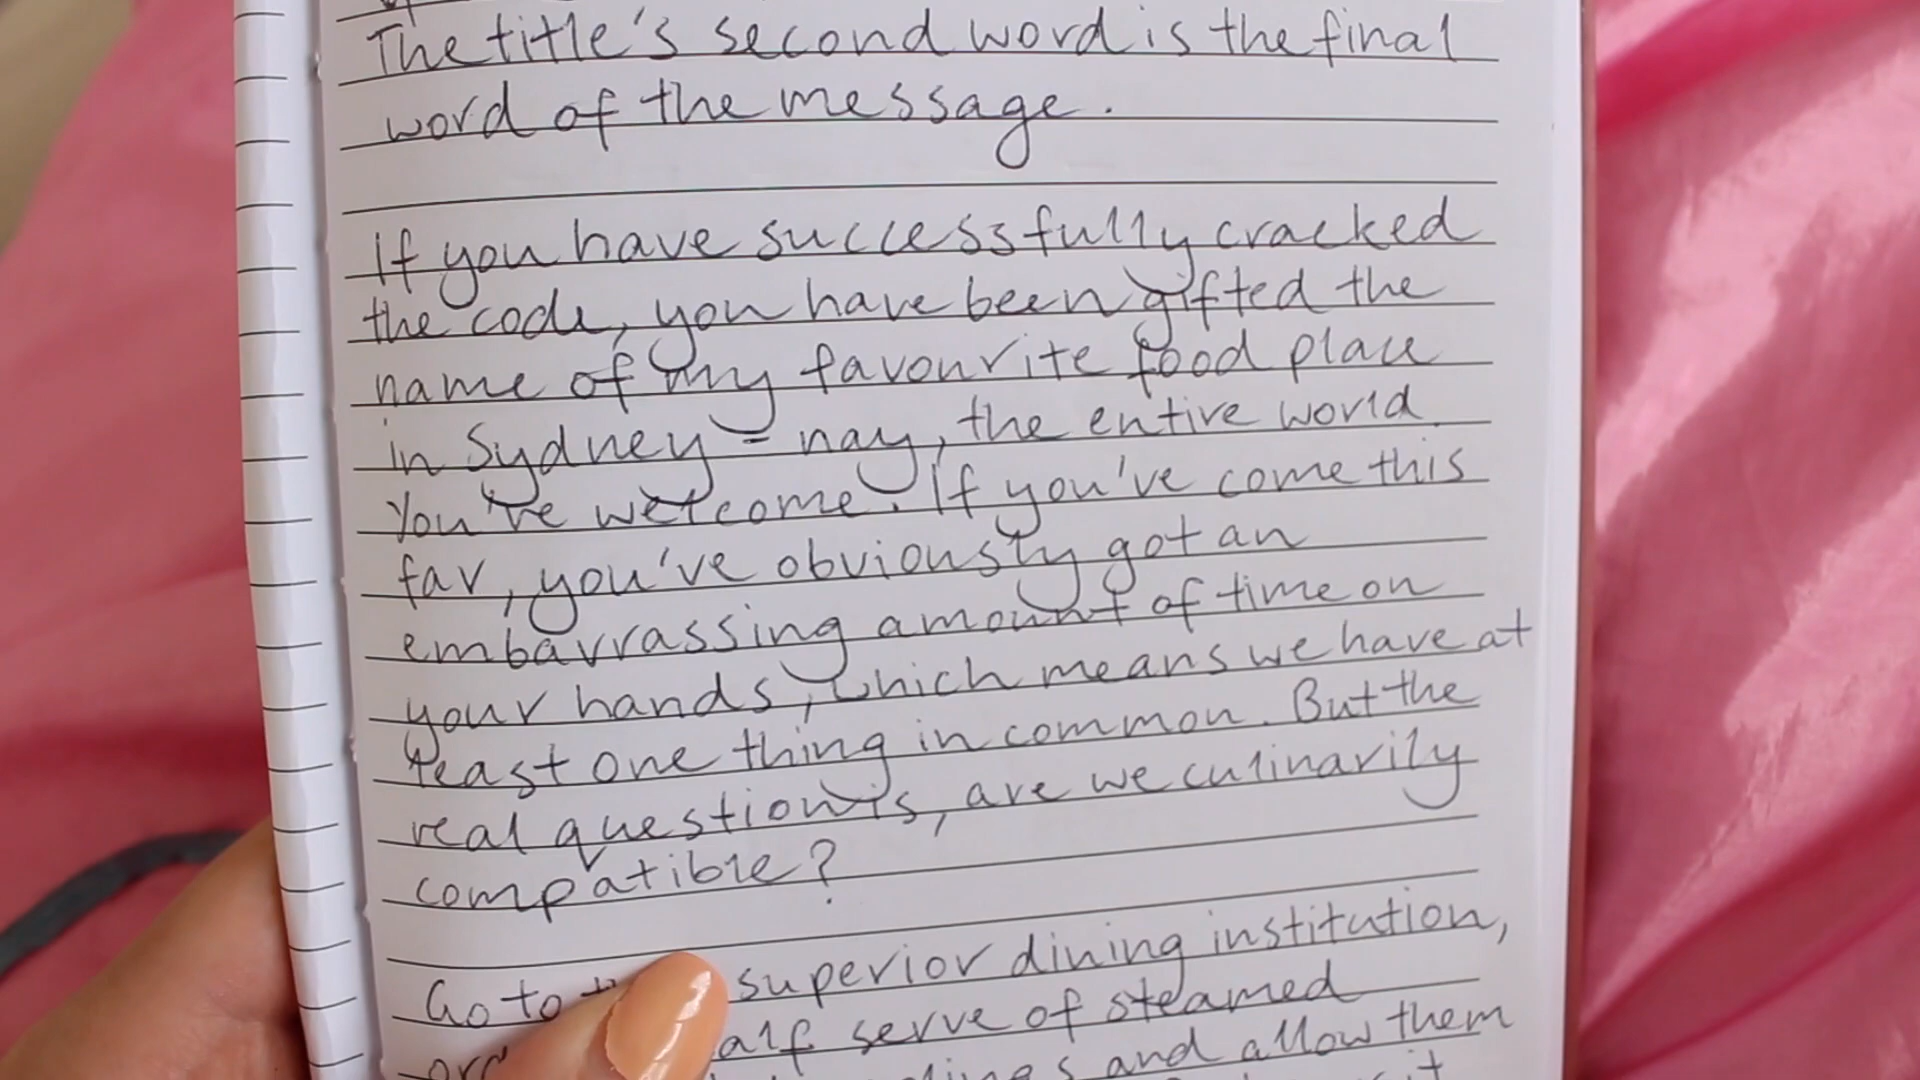 The title's second word is the final
word of the message.
If you have successfully cracked
the code, you have been gifted the
name of my favourite food place
in Sydney - nay, the entire world.
You're welcome. If you've come this
far, you've obviously got an
embarrassing amount of time on
your hands, which means we have at
least one thing in common. But the
real question is, are we culinarily
compatible?
Go to superior dining institution,
serve of steamed
and allow them
it